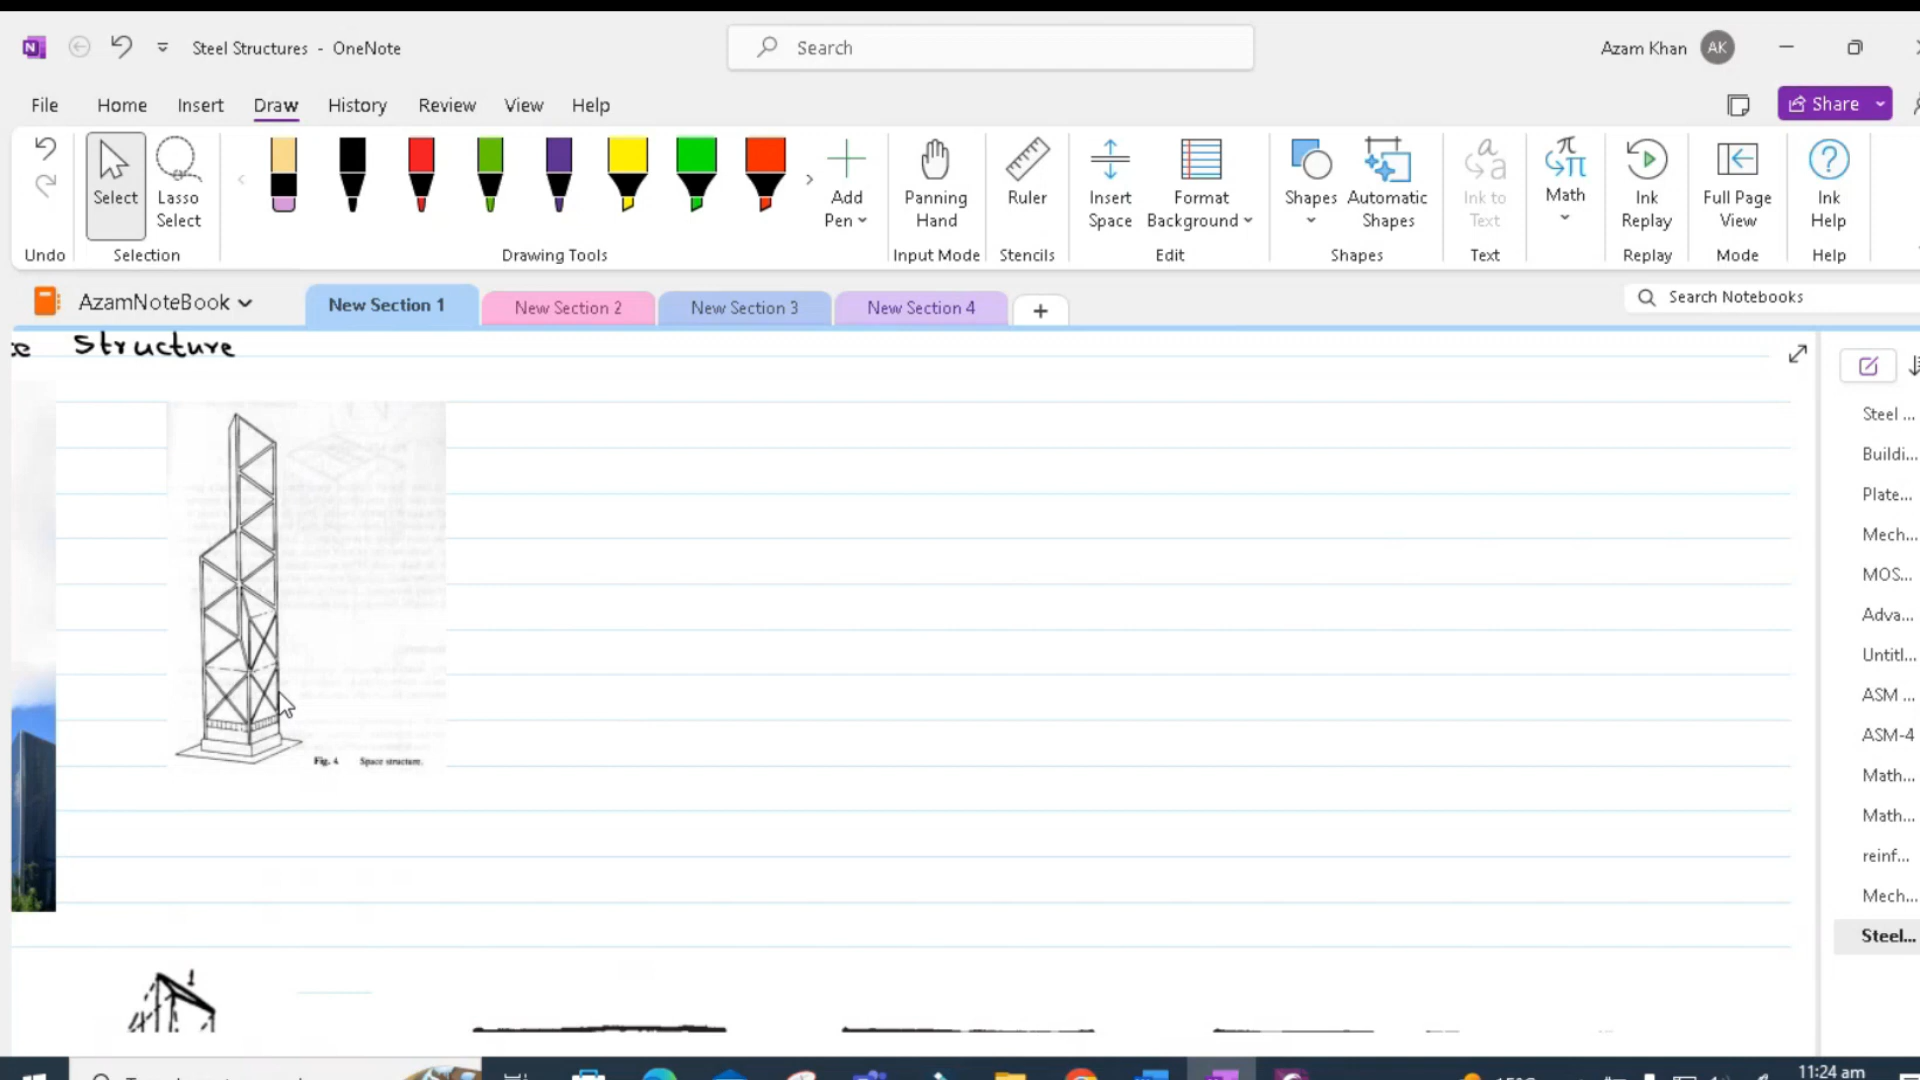 Steel Structures - OneNote
Search
Azam Khan
AK
File
Home
Insert
Draw
History
Review
View
Help
Share
Select
Lasso
Select
Add
Pen
Panning
Hand
Ruler
Insert
Space
Format
Background
Shapes
Automatic
Shapes
Ink to
Text
Math
Ink
Replay
Full Page
View
Ink
Help
Undo
Selection
Drawing Tools
Input Mode
Stencils
Edit
Shapes
Text
Replay
Mode
Help
AzamNoteBook
New Section 1
New Section 2
New Section 3
New Section 4
Search Notebooks
Structure
Fig. 4 Space structure.
Steel ...
Buildi...
Plate...
Mech...
MOS...
Adva...
Untitl...
ASM ...
ASM-4
Math...
Math...
reinf...
Mech...
Steel...
11:24 am